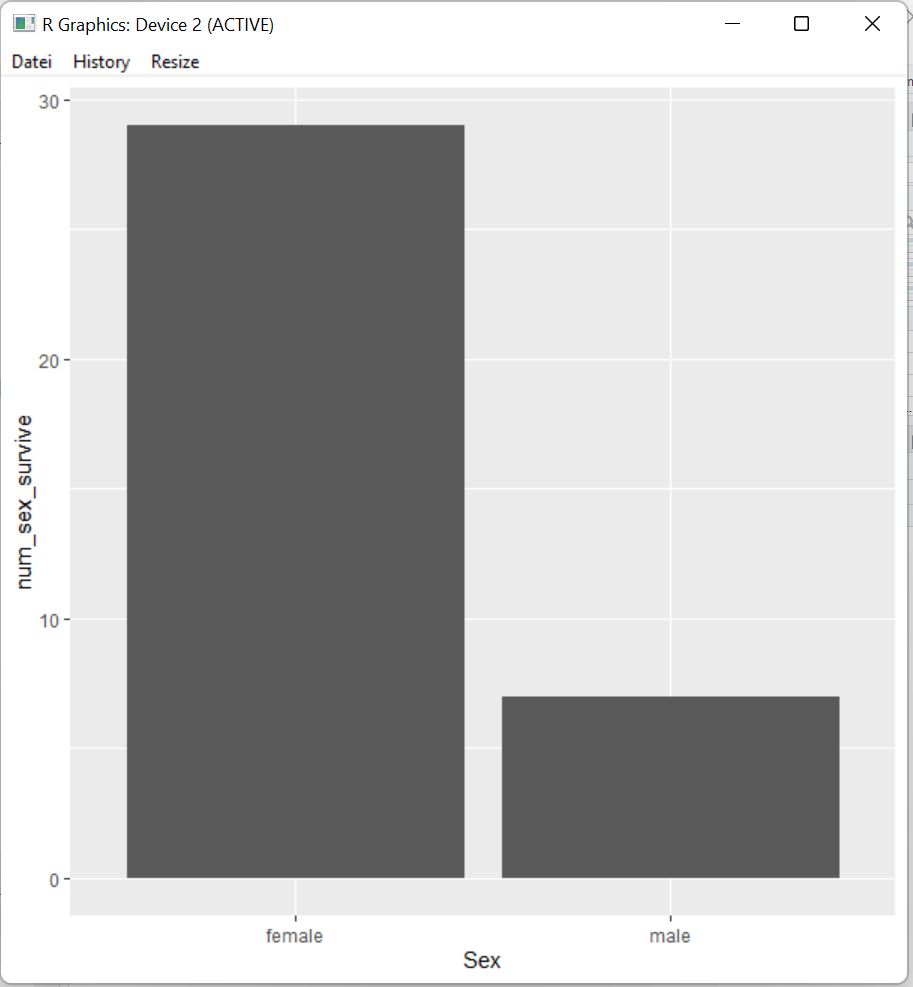 R Graphics: Device 2 (ACTIVE)
Datei History Resize
30
20
10
0
num_sex_survive
female male
Sex